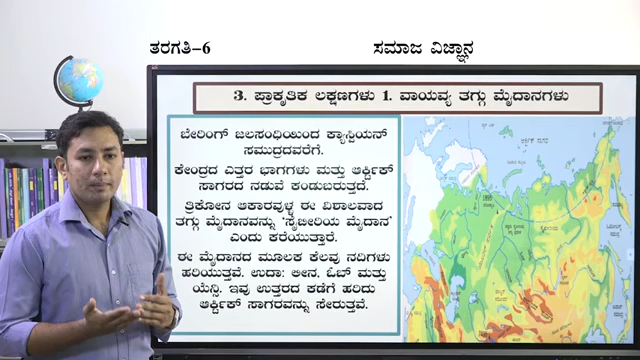 ತರಗತಿ–6
ಸಮಾಜ ವಿಜ್ಞಾನ
3. ಪ್ರಾಕೃತಿಕ ಲಕ್ಷಣಗಳು 1. ವಾಯವ್ಯ ತಗ್ಗು ಮೈದಾನಗಳು
ಬೇರಿಂಗ್ ಜಲಸಂಧಿಯಿಂದ ಕ್ಯಾಸ್ಪಿಯನ್
ಸಮುದ್ರದವರೆಗೆ.
ಕೇಂದ್ರದ ಎತ್ತರ ಭಾಗಗಳು ಮತ್ತು ಆರ್ಕ್ಟಿಕ್
ಸಾಗರದ ನಡುವೆ ಕಂಡುಬರುತ್ತದೆ.
ತ್ರಿಕೋನ ಆಕಾರವುಳ್ಳ ಈ ವಿಶಾಲವಾದ
ತಗ್ಗು ಮೈದಾನವನ್ನು 'ಸೈಬೀರಿಯ ಮೈದಾನ'
ಎಂದು ಕರೆಯುತ್ತಾರೆ.
ಈ ಮೈದಾನದ ಮೂಲಕ ಕೆಲವು ನದಿಗಳು
ಹರಿಯುತ್ತವೆ. ಉದಾ: ಲೀನ, ಓಬ್ ಮತ್ತು
ಯೆನ್ಸಿ. ಇವು ಉತ್ತರದ ಕಡೆಗೆ ಹರಿದು
ಆರ್ಕ್ಟಿಕ್ ಸಾಗರವನ್ನು ಸೇರುತ್ತವೆ.